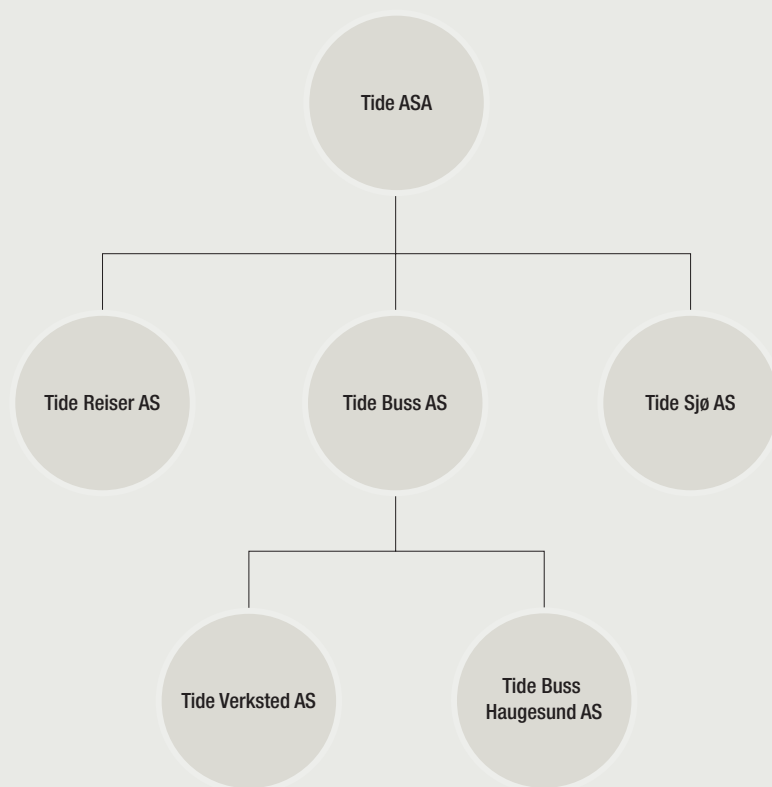 Tide ASA
Tide Reiser AS
Tide Buss AS
Tide Sjø AS
Tide Verksted AS
Tide Buss
Haugesund AS